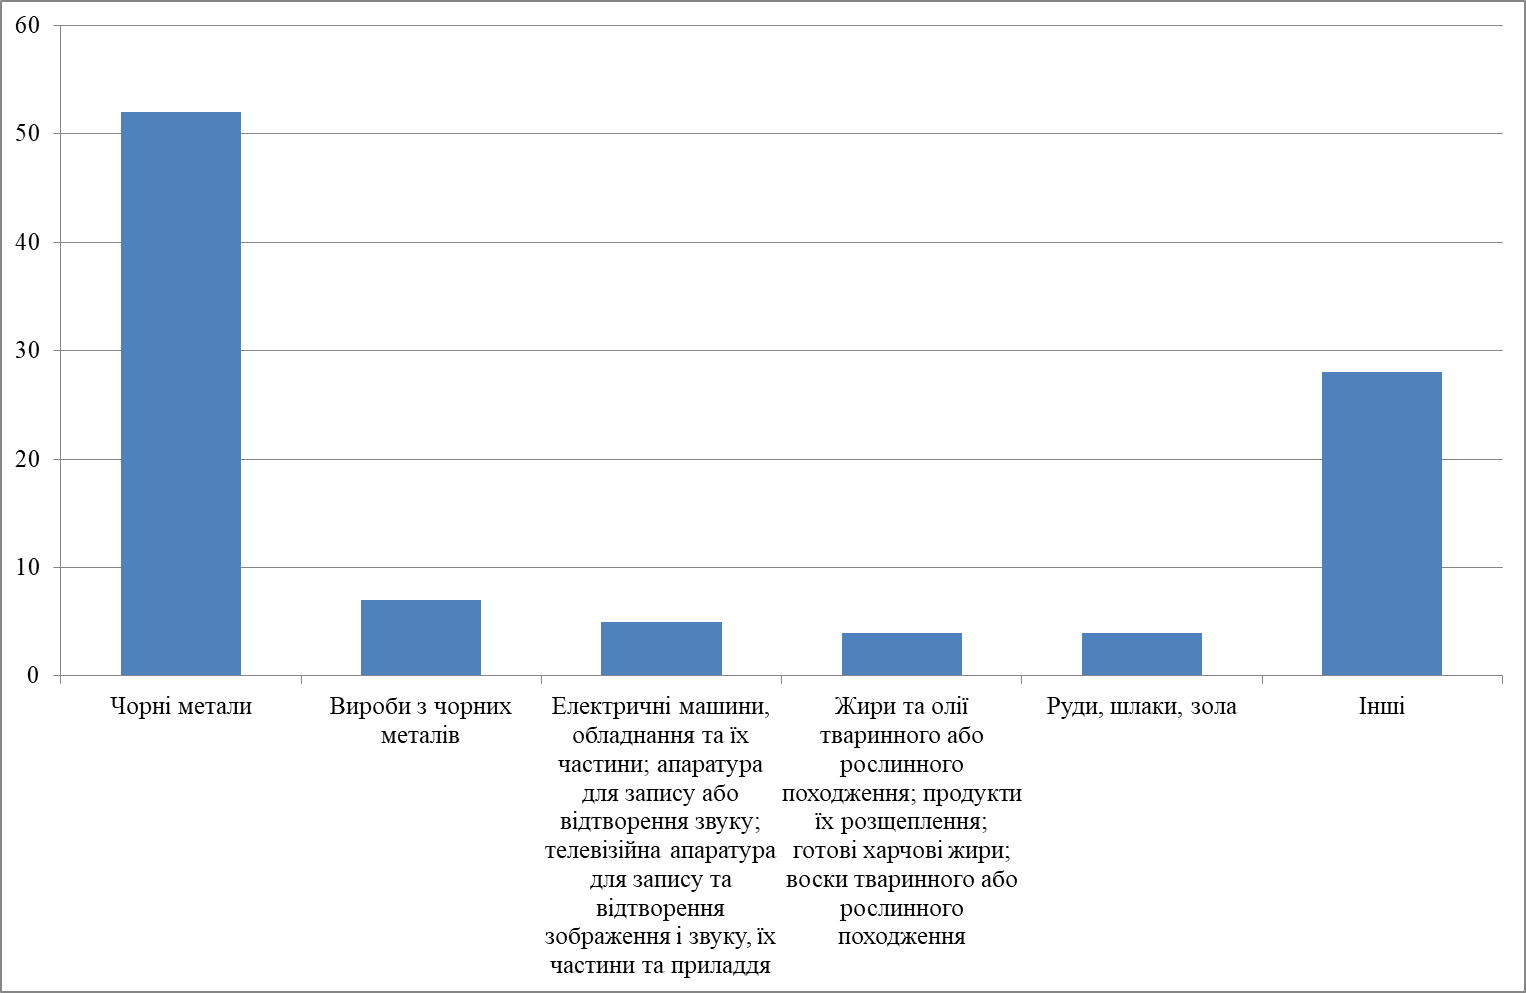 60
50
40
30
20
10
0
Чорні метали
Вироби з чорних
металів
Електричні машини,
обладнання та їх
частини; апаратура
для запису або
відтворення звуку;
телевізійна апаратура
для запису та
відтворення
зображення і звуку, їх
частини та приладдя
Жири та олії
тваринного або
рослинного
походження; продукти
їх розщеплення;
готові харчові жири;
воски тваринного або
рослинного
походження
Руди, шлаки, зола
Інші